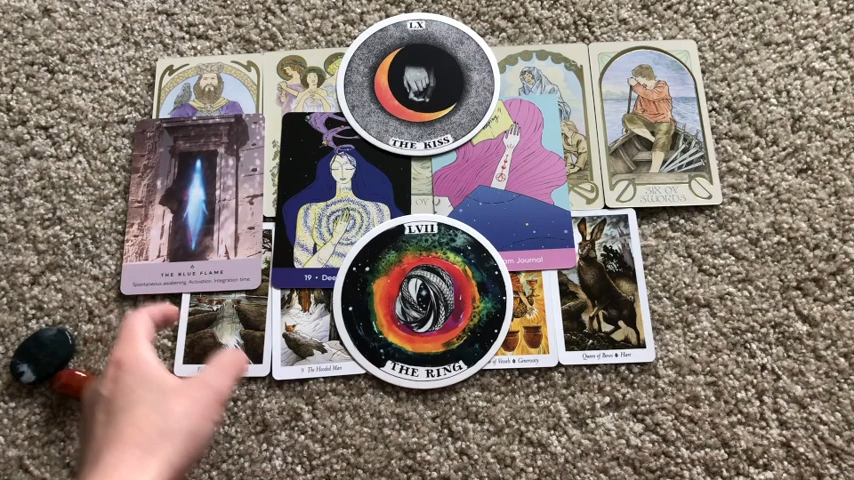 LX
THE KISS
SIX OF
SWORDS
THE BLUE FLAME
Spontaneous awakening. Activation. Integration time.
19 • Dee
am Journal
LVII
THE RING
9 The Hooded Man
of Vessels Generosity
Queen of Bows Hare